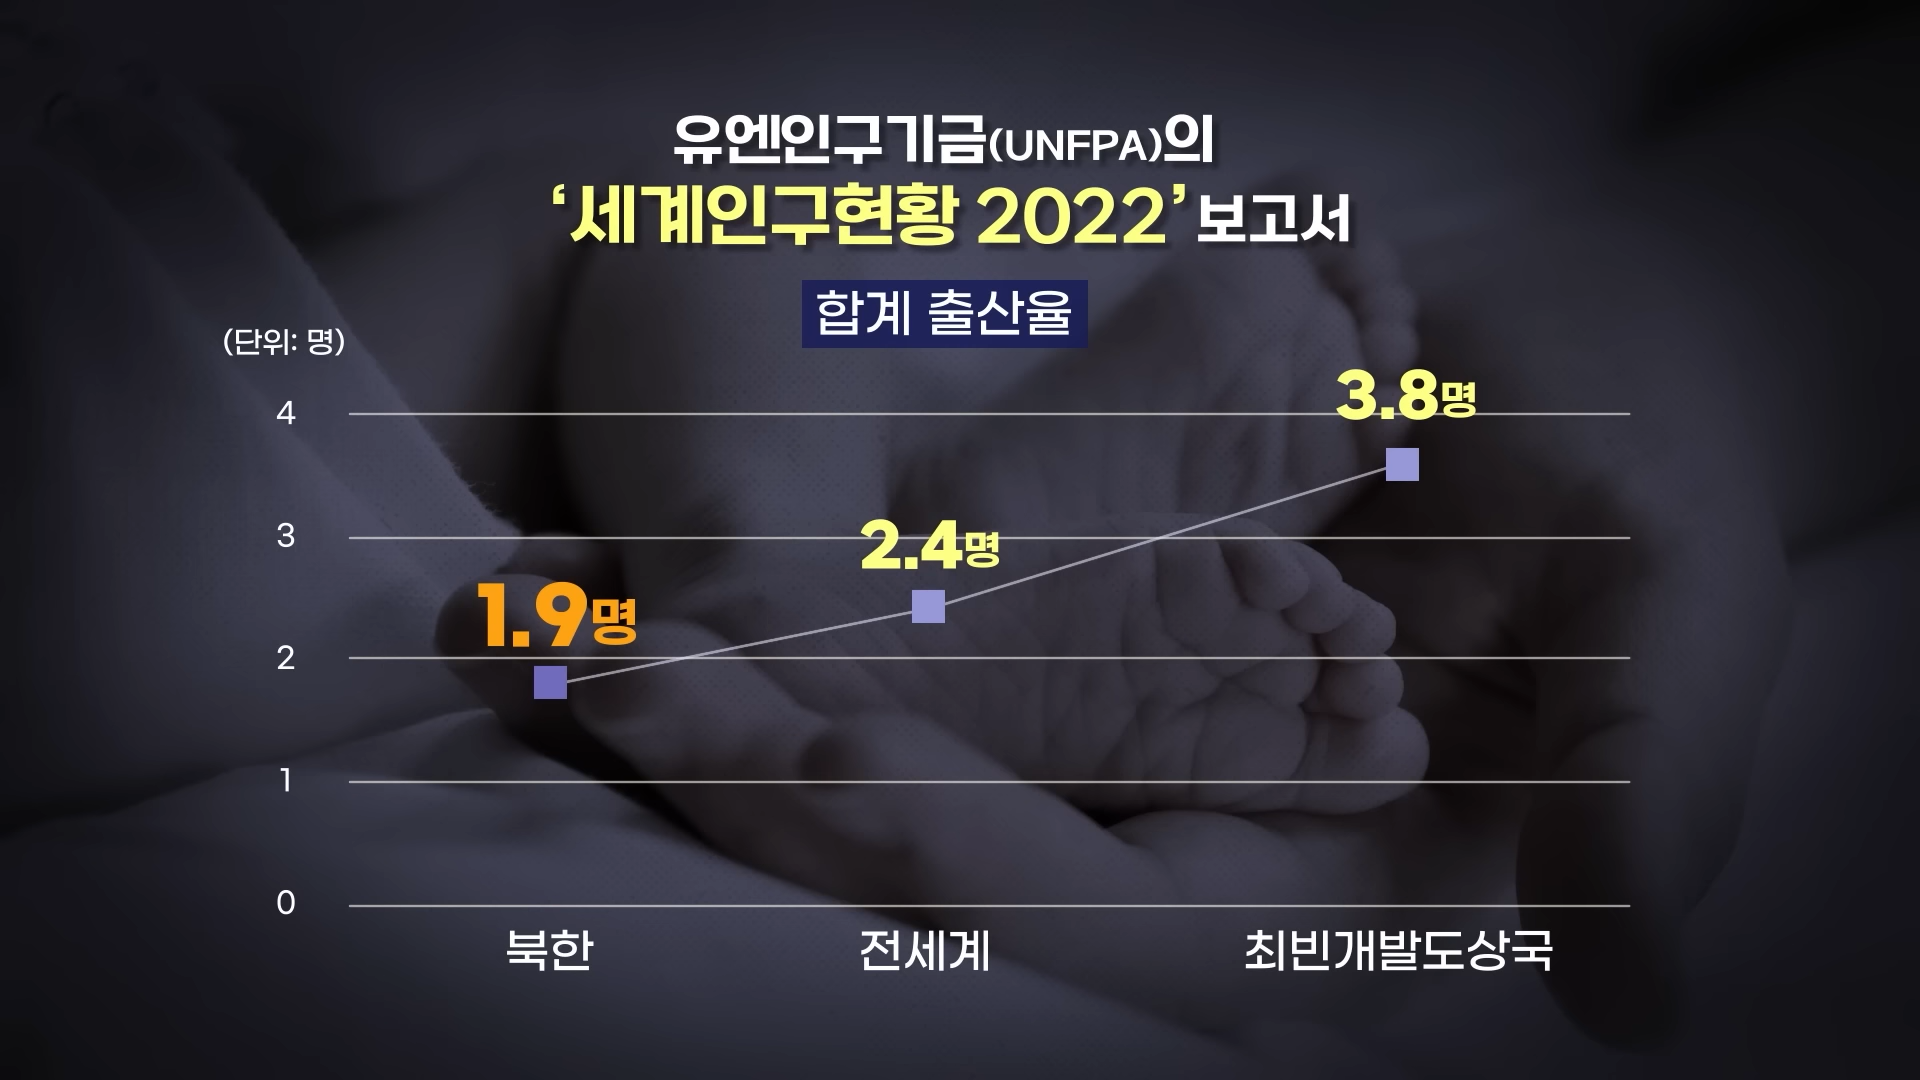 유엔인구기금(UNFPA)의
‘세계인구현황 2022’ 보고서
합계 출산율
(단위: 명)
4
3
2
1
0
1.9명
2.4명
3.8명
북한
전세계
최빈개발도상국